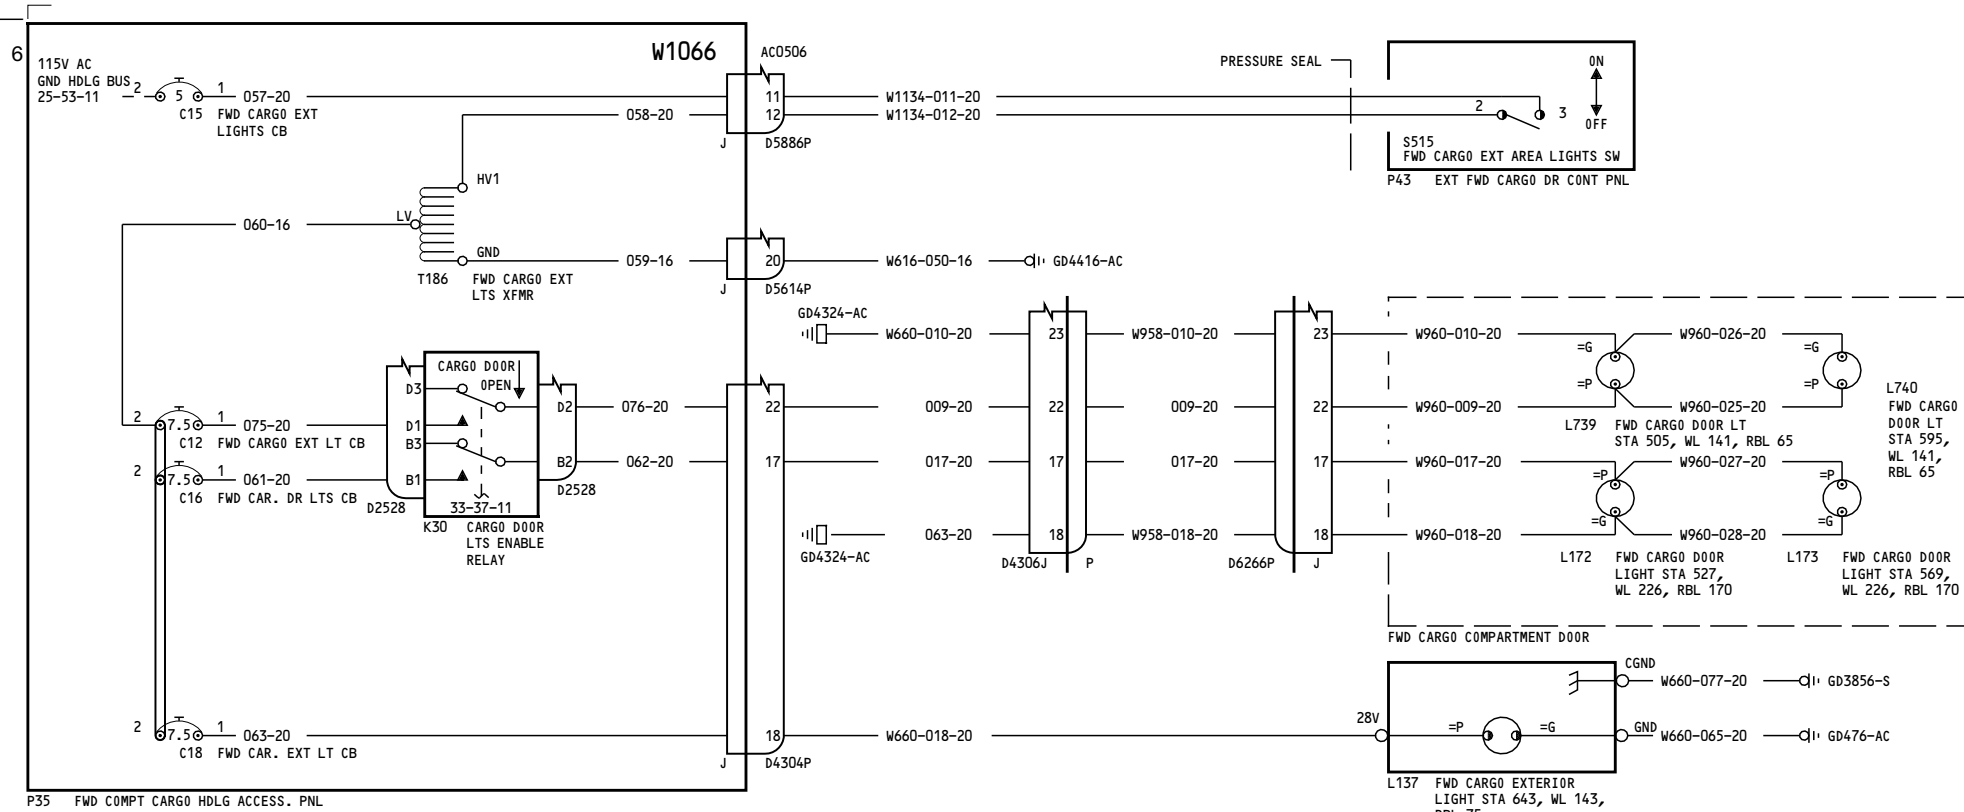 6
W1066
AC0506
115V AC
GND HDLG BUS
25-53-11
2
5
1
057-20
C15
FWD CARGO EXT
LIGHTS CB
058-20
11
12
J
D5886P
W1134-011-20
W1134-012-20
PRESSURE SEAL
ON
OFF
2
3
S515
FWD CARGO EXT AREA LIGHTS SW
P43 EXT FWD CARGO DR CONT PNL
HV1
LV
060-16
GND
T186
FWD CARGO EXT
LTS XFMR
059-16
20
J
D5614P
W616-050-16
GD4416-AC
GD4324-AC
W660-010-20
23
W958-010-20
23
W960-010-20
=G
=P
W960-026-20
=G
=P
L740
FWD CARGO
DOOR LT
STA 595,
WL 141,
RBL 65
CARGO DOOR
OPEN
D3
D2
076-20
22
009-20
22
009-20
22
W960-009-20
W960-025-20
L739
FWD CARGO DOOR LT
STA 505, WL 141, RBL 65
2
7.5
1
075-20
C12 FWD CARGO EXT LT CB
D1
B3
B2
062-20
17
017-20
17
017-20
17
W960-017-20
=P
=G
W960-027-20
=P
=G
2
7.5
1
061-20
C16 FWD CAR. DR LTS CB
B1
D2528
D2528
33-37-11
K30
CARGO DOOR
LTS ENABLE
RELAY
GD4324-AC
063-20
18
W958-018-20
18
W960-018-20
W960-028-20
D4306J P
D6266P J
L172
FWD CARGO DOOR
LIGHT STA 527,
WL 226, RBL 170
L173
FWD CARGO DOOR
LIGHT STA 569,
WL 226, RBL 170
FWD CARGO COMPARTMENT DOOR
CGND
W660-077-20
GD3856-S
2
7.5
1
063-20
C18 FWD CAR. EXT LT CB
18
J
D4304P
W660-018-20
28V
=P
=G
GND
W660-065-20
GD476-AC
L137
FWD CARGO EXTERIOR
LIGHT STA 643, WL 143,
P35 FWD COMPT CARGO HDLG ACCESS. PNL